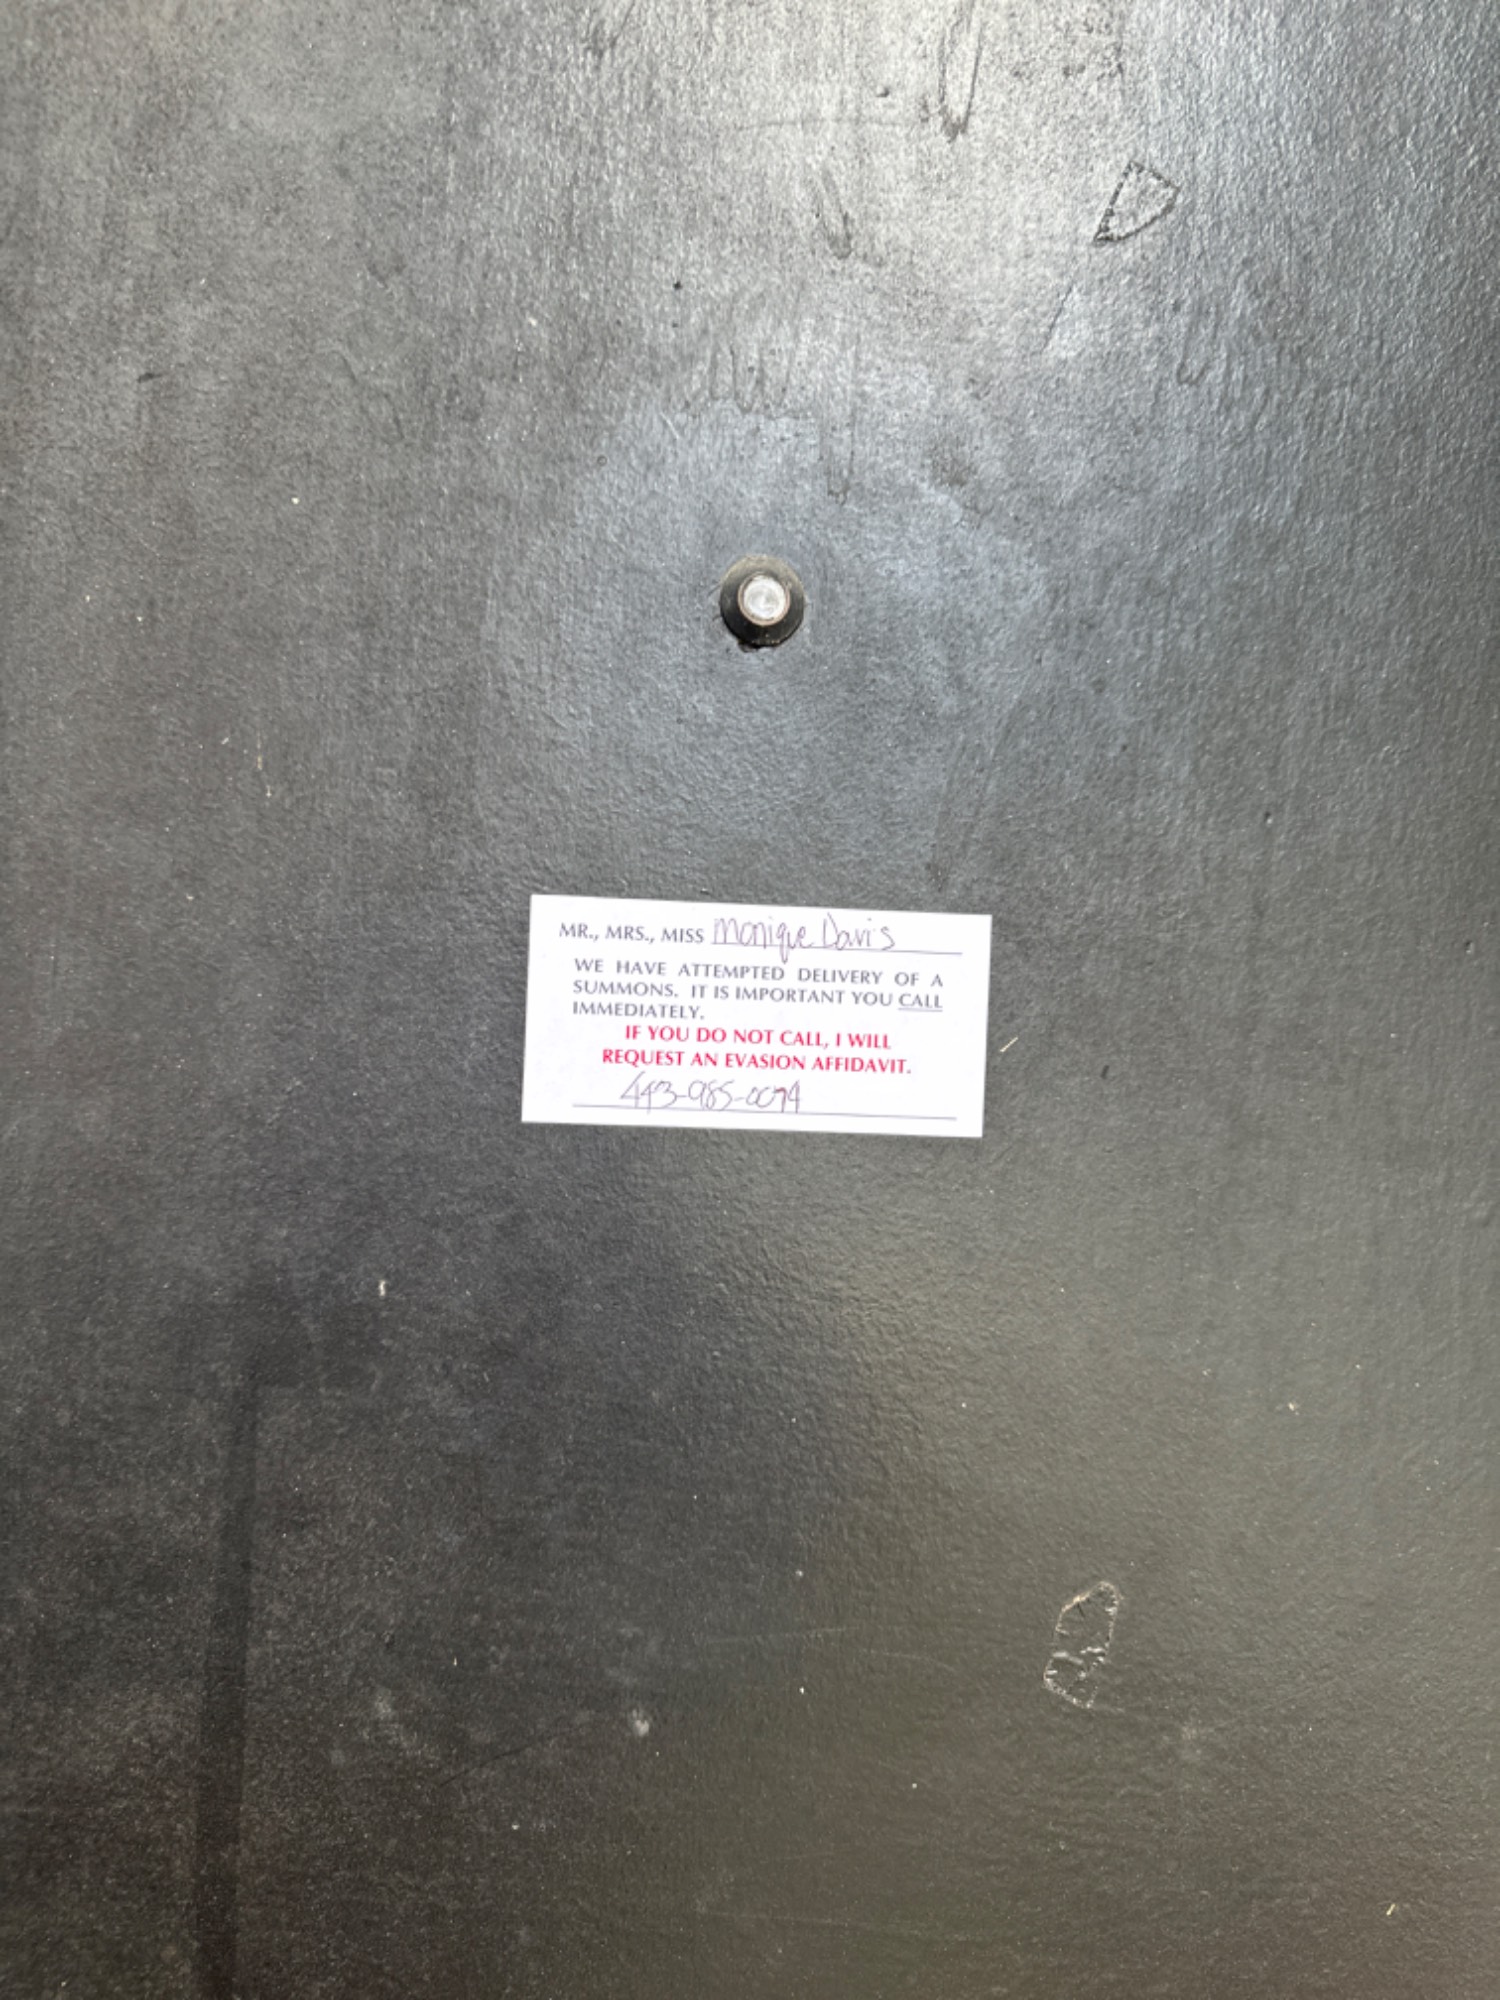 MR., MRS., MISS Monique Davis
WE HAVE ATTEMPTED DELIVERY OF A
SUMMONS. IT IS IMPORTANT YOU CALL
IMMEDIATELY.
IF YOU DO NOT CALL, I WILL
REQUEST AN EVASION AFFIDAVIT.
443-985-0074